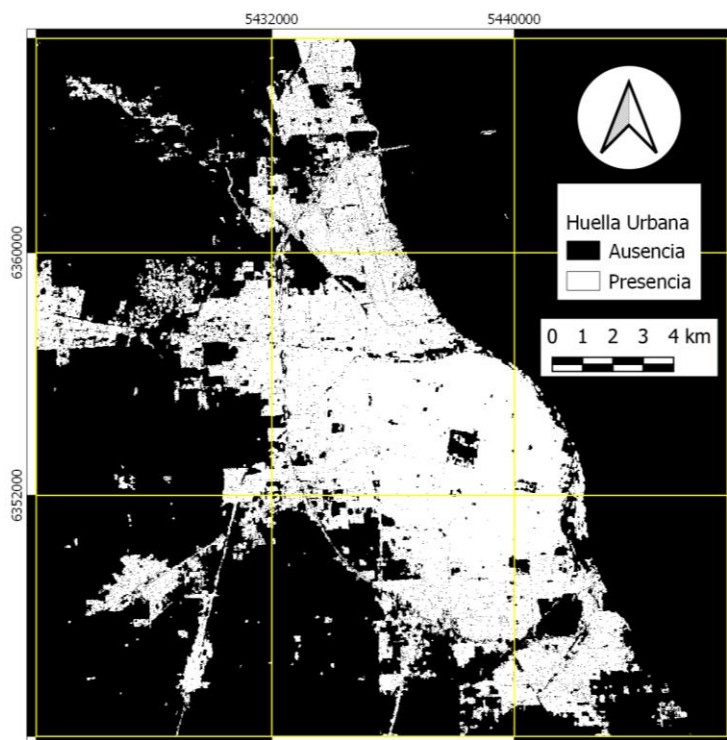 5432000 5440000
6360000
6352000
Huella Urbana
Ausencia
Presencia
0 1 2 3 4 km